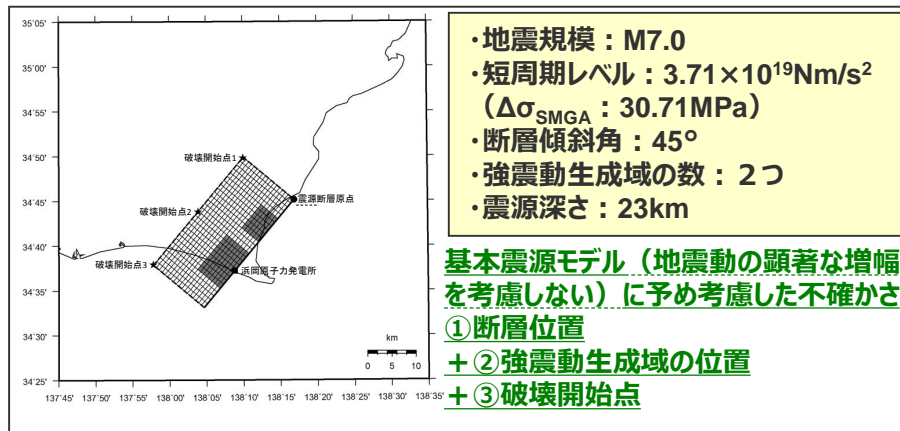 35°05'
35°00'
34°55'
34°50'
34°45'
34°40'
34°35'
34°30'
34°25'
137°45' 137°50' 137°55' 138°00' 138°05' 138°10' 138°15' 138°20' 138°25' 138°30' 138°35'
破壊開始点1
震源断層原点
破壊開始点2
破壊開始点3
浜岡原子力発電所
km
0 5 10
・地震規模：M7.0
・短周期レベル：3.71×10¹⁹Nm/s²
（ΔσSMGA：30.71MPa）
・断層傾斜角：45°
・強震動生成域の数：２つ
・震源深さ：23km
基本震源モデル（地震動の顕著な増幅
を考慮しない）に予め考慮した不確かさ
①断層位置
＋②強震動生成域の位置
＋③破壊開始点